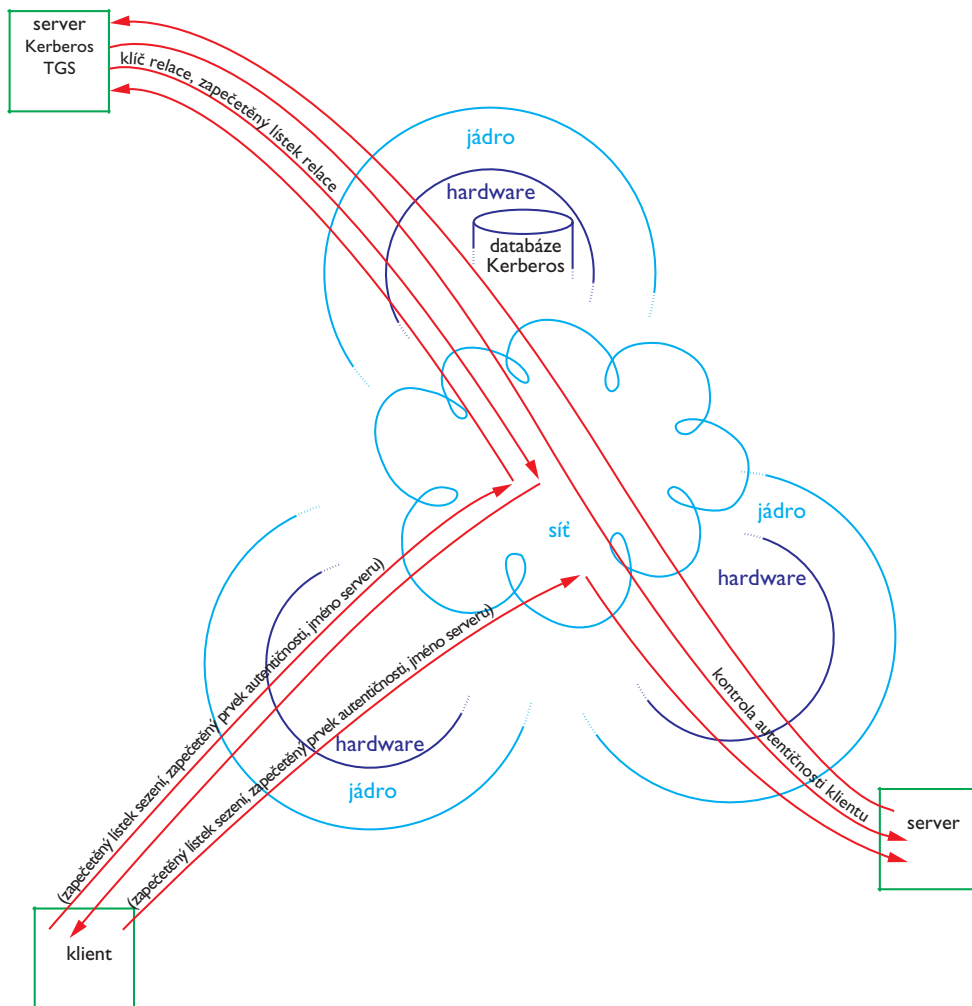 server
Kerberos
TGS
klíč relace, zapečetěný lístek relace
jádro
hardware
databáze
Kerberos
síť
jádro
hardware
(zapečetěný lístek sezení, zapečetěný prvek autentičnosti, jméno serveru)
(zapečetěný lístek sezení, zapečetěný prvek autentičnosti, jméno serveru)
kontrola autentičnosti klientu
hardware
jádro
server
klient